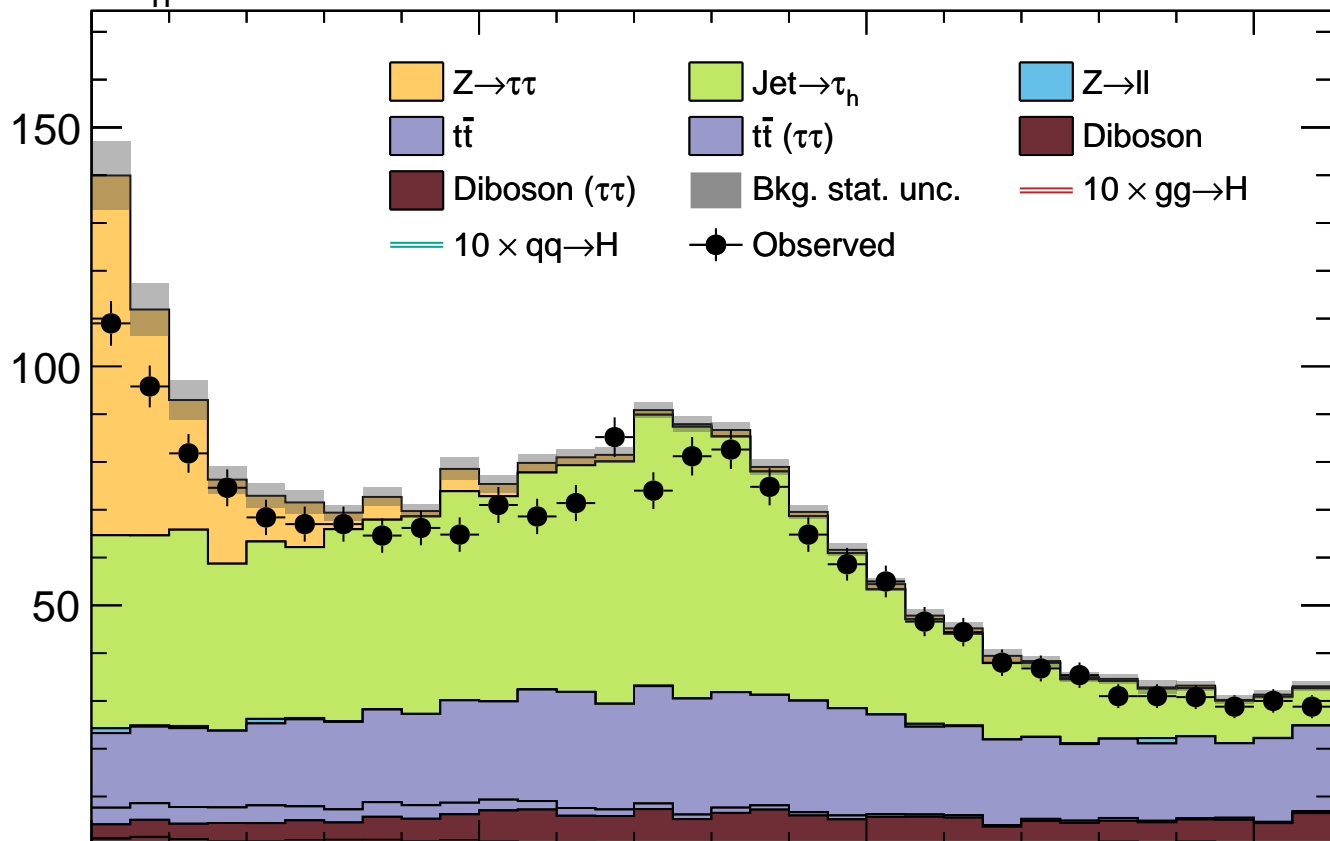 Z→ττ Jet→τh Z→ll
150
tt̄ tt̄ (ττ) Diboson
Diboson (ττ) Bkg. stat. unc. 10 × gg→H
10 × qq→H Observed
100
50